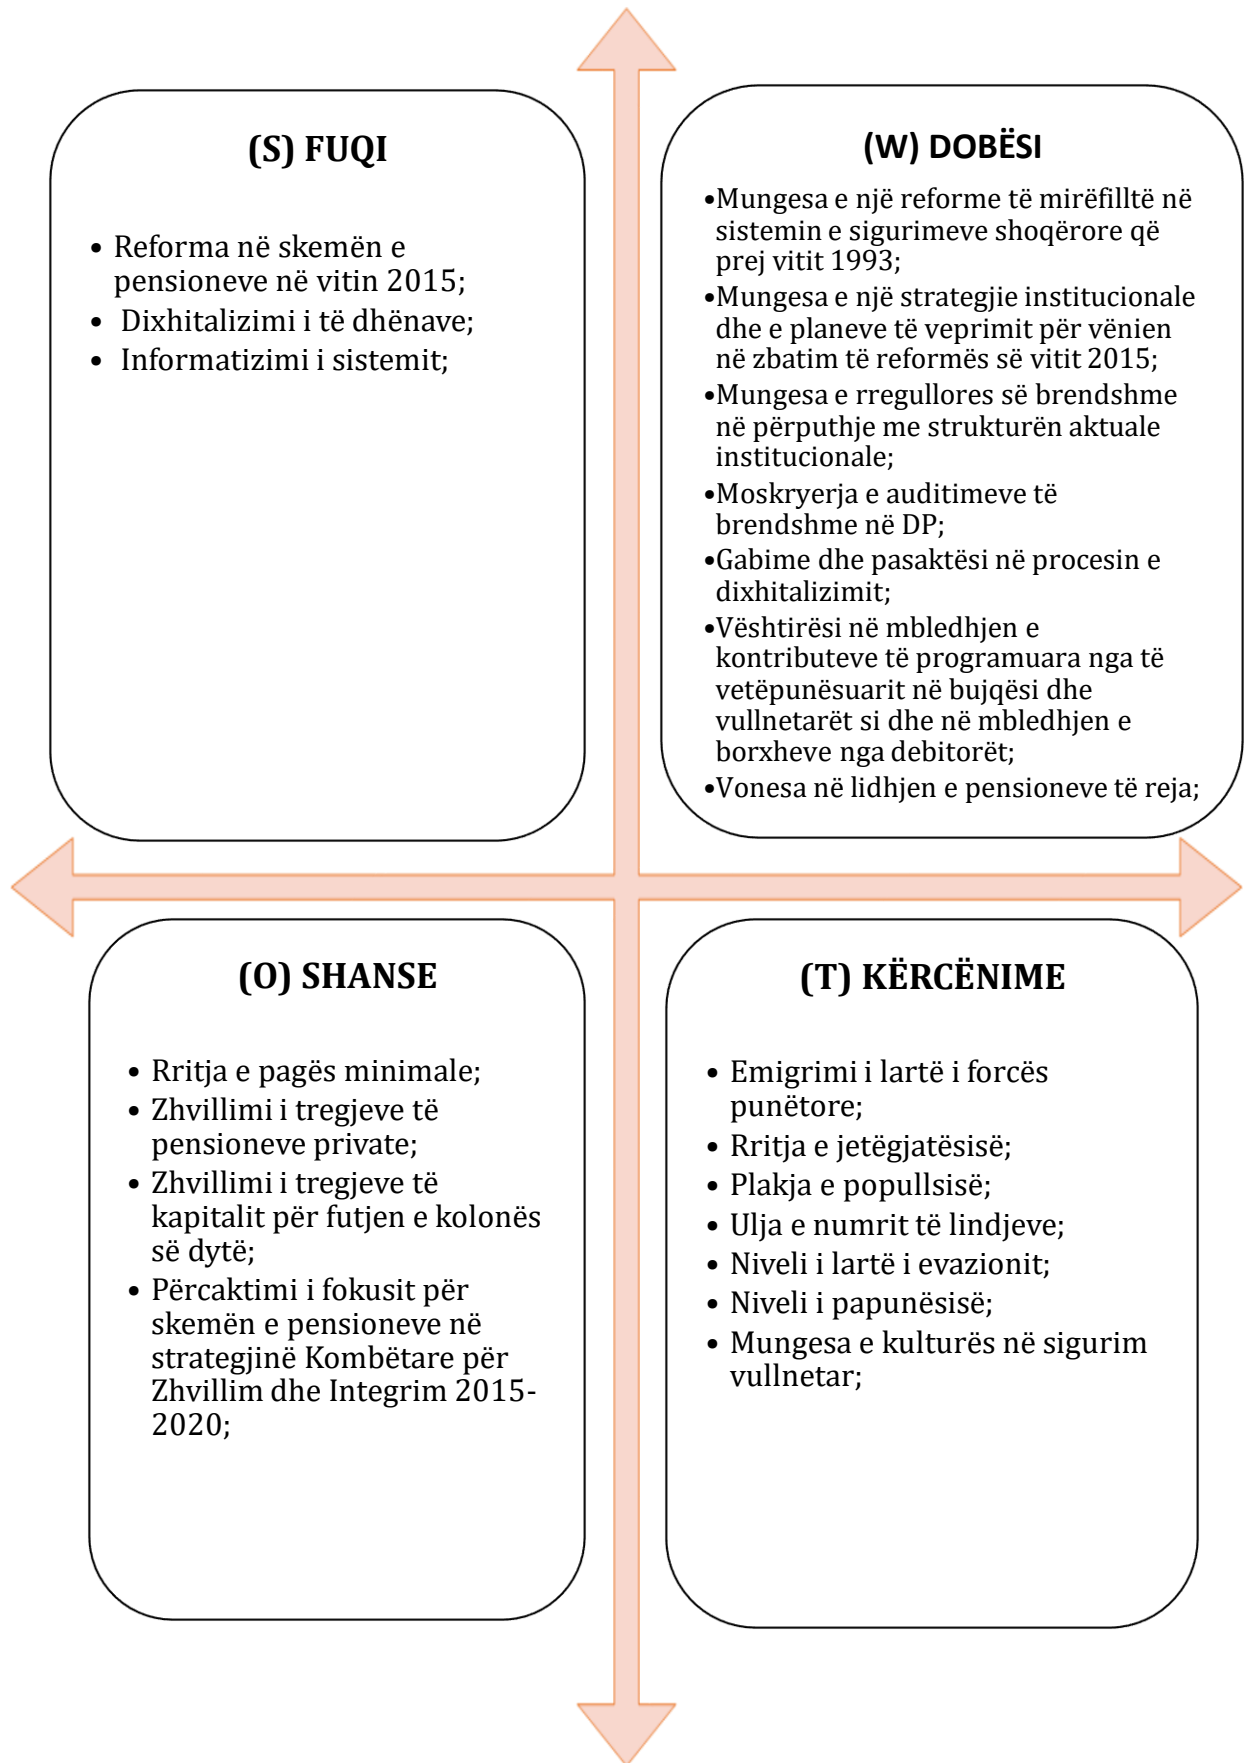 (S) FUQI
• Reforma në skemën e
pensioneve në vitin 2015;
• Dixhitalizimi i të dhënave;
• Informatizimi i sistemit;
(W) DOBËSI
•Mungesa e një reforme të mirëfilltë në
sistemin e sigurimeve shoqërore që
prej vitit 1993;
•Mungesa e një strategjie institucionale
dhe e planeve të veprimit për vënien
në zbatim të reformës së vitit 2015;
•Mungesa e rregullores së brendshme
në përputhje me strukturën aktuale
institucionale;
•Moskryerja e auditimeve të
brendshme në DP;
•Gabime dhe pasaktësi në procesin e
dixhitalizimit;
•Vështirësi në mbledhjen e
kontributeve të programuara nga të
vetëpunësuarit në bujqësi dhe
vullnetarët si dhe në mbledhjen e
borxheve nga debitorët;
•Vonesa në lidhjen e pensioneve të reja;
(O) SHANSE
• Rritja e pagës minimale;
• Zhvillimi i tregjeve të
pensioneve private;
• Zhvillimi i tregjeve të
kapitalit për futjen e kolonës
së dytë;
• Përcaktimi i fokusit për
skemën e pensioneve në
strategjinë Kombëtare për
Zhvillim dhe Integrim 2015-
2020;
(T) KËRCËNIME
• Emigrimi i lartë i forcës
punëtore;
• Rritja e jetëgjatësisë;
• Plakja e popullsisë;
• Ulja e numrit të lindjeve;
• Niveli i lartë i evazionit;
• Niveli i papunësisë;
• Mungesa e kulturës në sigurim
vullnetar;